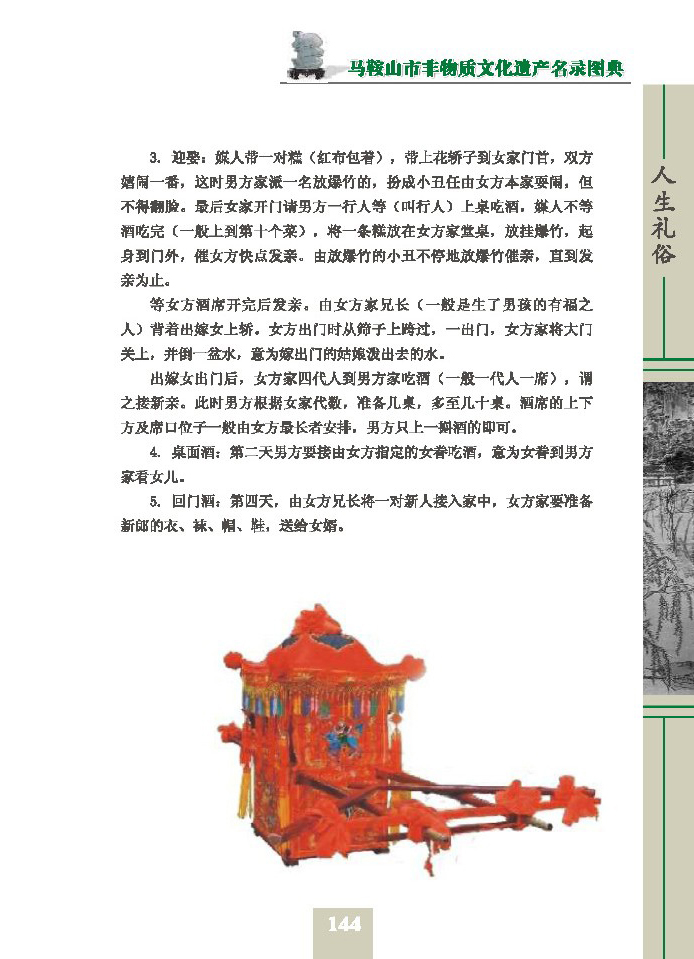 马鞍山市非物质文化遗产名录图典
3. 迎娶：媒人带一对糕（红布包着），带上花轿子到女家门首，双方
嬉闹一番，这时男方家派一名放爆竹的，扮成小丑任由女方本家耍闹，但
不得翻脸。最后女家开门请男方一行人等（叫行人）上桌吃酒，媒人不等
酒吃完（一般上到第十个菜），将一条糕放在女方家堂桌，放挂爆竹，起
身到门外，催女方快点发亲。由放爆竹的小丑不停地放爆竹催亲，直到发
亲为止。
等女方酒席开完后发亲。由女方家兄长（一般是生了男孩的有福之
人）背着出嫁女上轿。女方出门时从筛子上跨过，一出门，女方家将大门
关上，并倒一盆水，意为嫁出门的姑娘泼出去的水。
出嫁女出门后，女方家四代人到男方家吃酒（一般一代人一席），谓
之接新亲。此时男方根据女家代数，准备几桌，多至几十桌。酒席的上下
方及席口位子一般由女方最长者安排，男方只上一斟酒的即可。
4. 桌面酒：第二天男方要接由女方指定的女眷吃酒，意为女眷到男方
家看女儿。
5. 回门酒：第四天，由女方兄长将一对新人接入家中，女方家要准备
新郎的衣、袜、帽、鞋，送给女婿。
人生礼俗
144